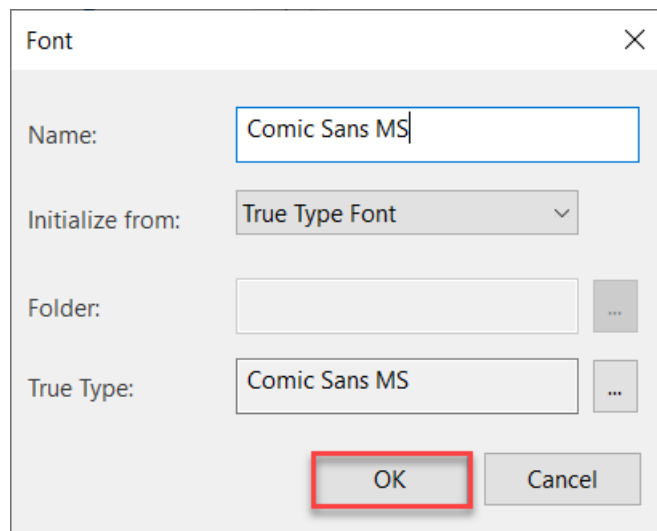 Font
Name: Comic Sans MS
Initialize from: True Type Font
Folder: ...
True Type: Comic Sans MS ...
OK Cancel